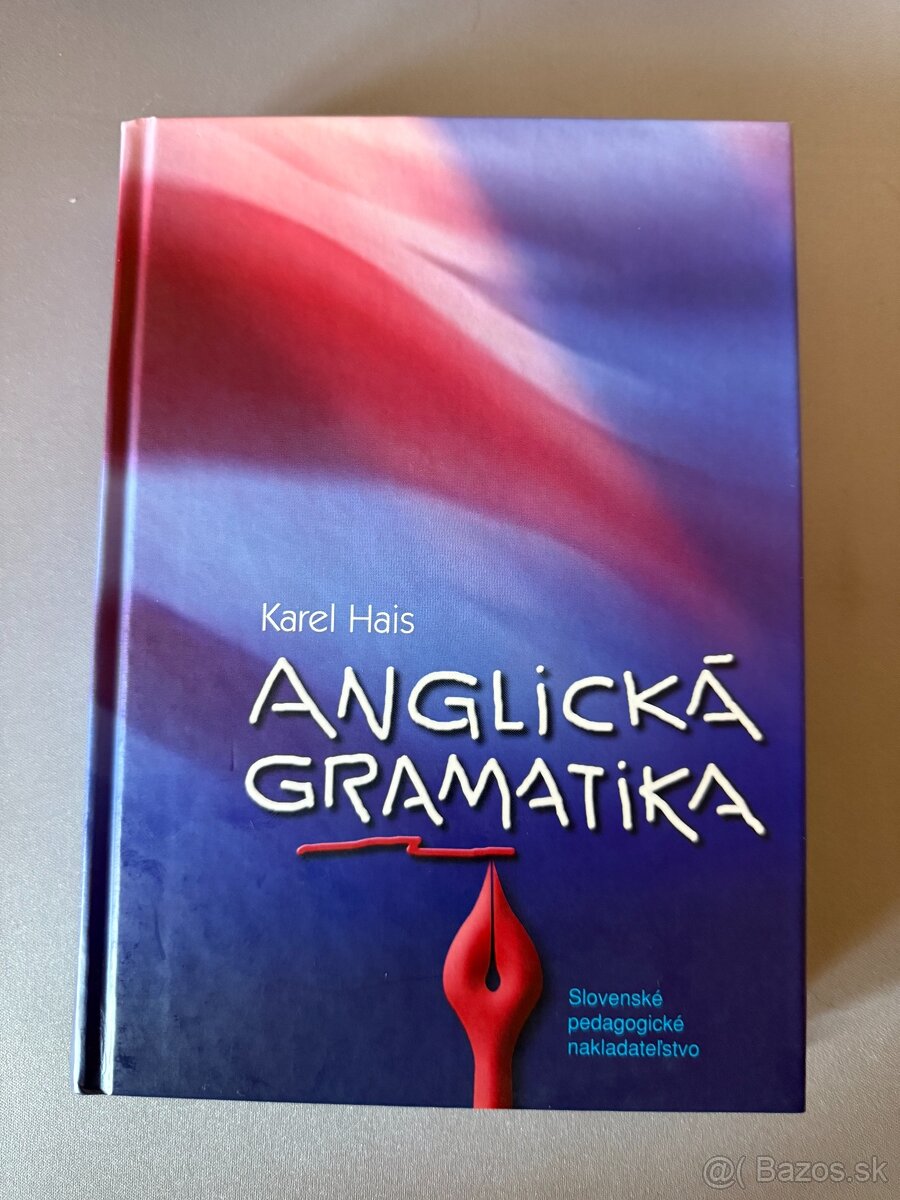 Karel Hais
ANGLiCKÁ
GRAMATiKA
Slovenské
pedagogické
nakladateľstvo
@( Bazos.sk